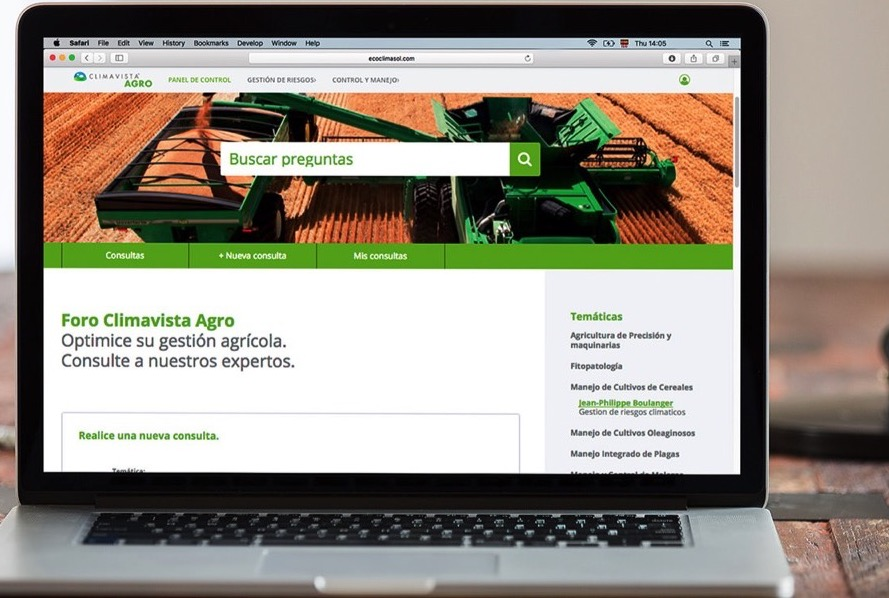 Safari File Edit View History Bookmarks Develop Window Help Thu 14:05
ecoclimasol.com
CLIMAVISTA
AGRO
PANEL DE CONTROL GESTIÓN DE RIESGOS› CONTROL Y MANEJO›
Buscar preguntas
Consultas + Nueva consulta Mis consultas
Foro Climavista Agro
Optimice su gestión agrícola.
Consulte a nuestros expertos.
Realice una nueva consulta.
Temática:
Temáticas
Agricultura de Precisión y
maquinarias
Fitopatología
Manejo de Cultivos de Cereales
Jean-Philippe Boulanger
Gestion de riesgos climaticos
Manejo de Cultivos Oleaginosos
Manejo Integrado de Plagas